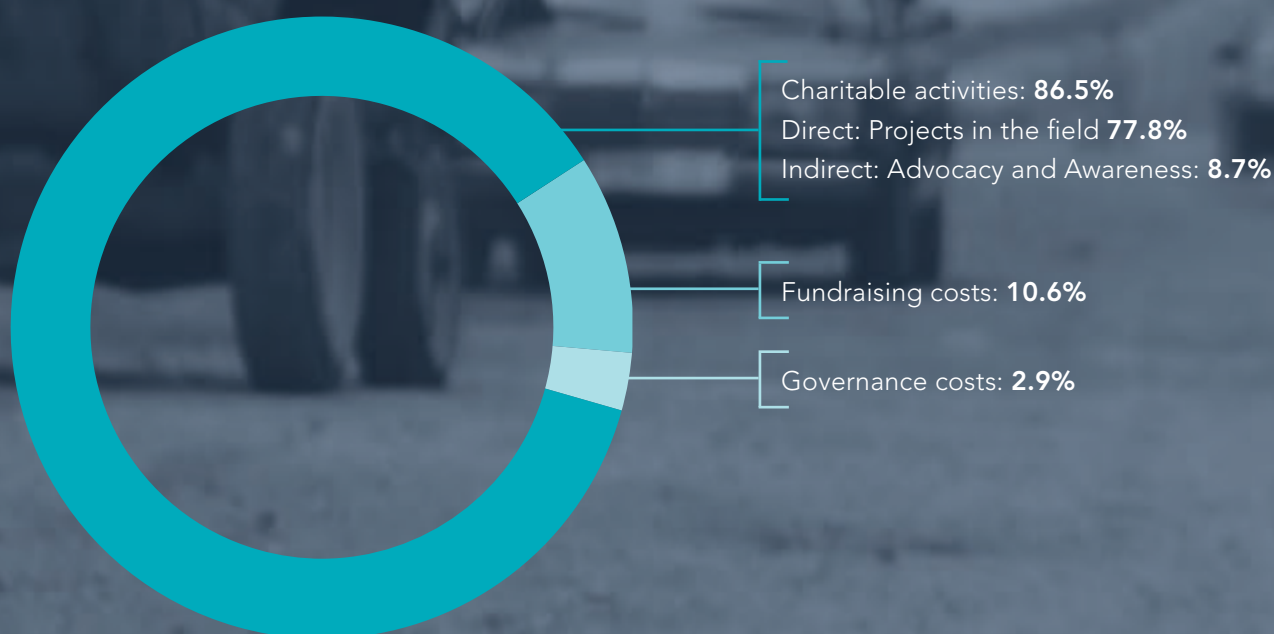 Charitable activities: 86.5%
Direct: Projects in the field 77.8%
Indirect: Advocacy and Awareness: 8.7%
Fundraising costs: 10.6%
Governance costs: 2.9%